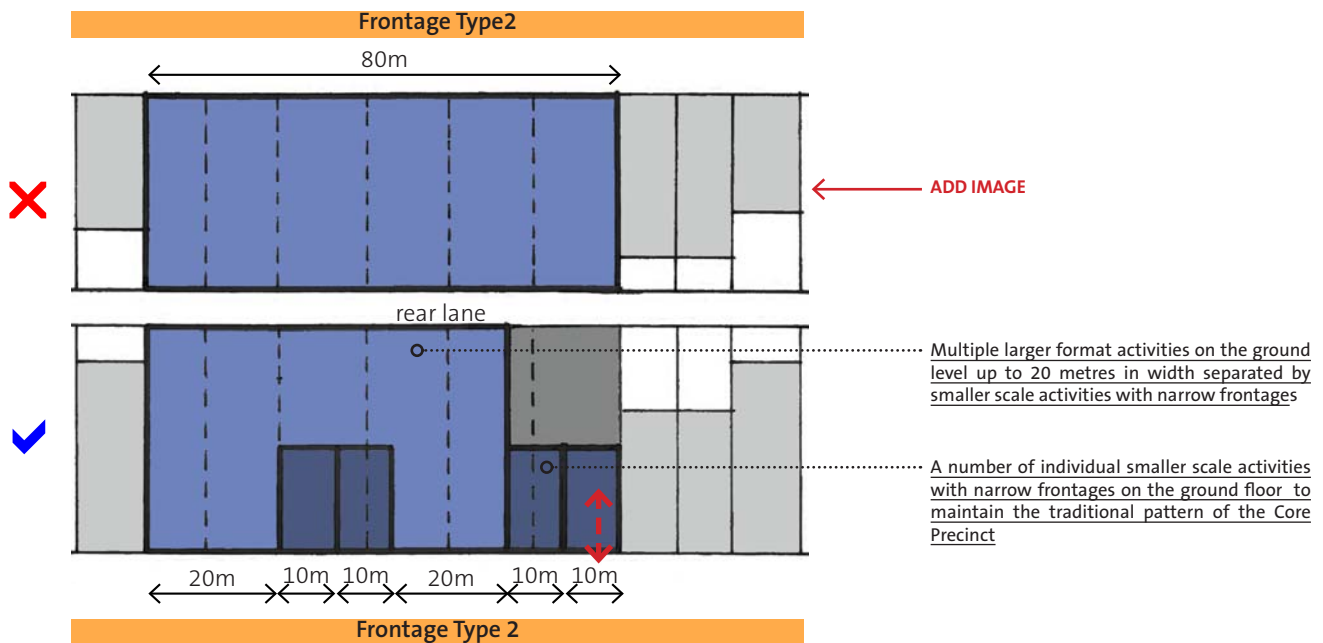 Frontage Type2
80m
ADD IMAGE
rear lane
Multiple larger format activities on the ground
level up to 20 metres in width separated by
smaller scale activities with narrow frontages
A number of individual smaller scale activities
with narrow frontages on the ground floor to
maintain the traditional pattern of the Core
Precinct
20m 10m 10m 20m 10m 10m
Frontage Type 2